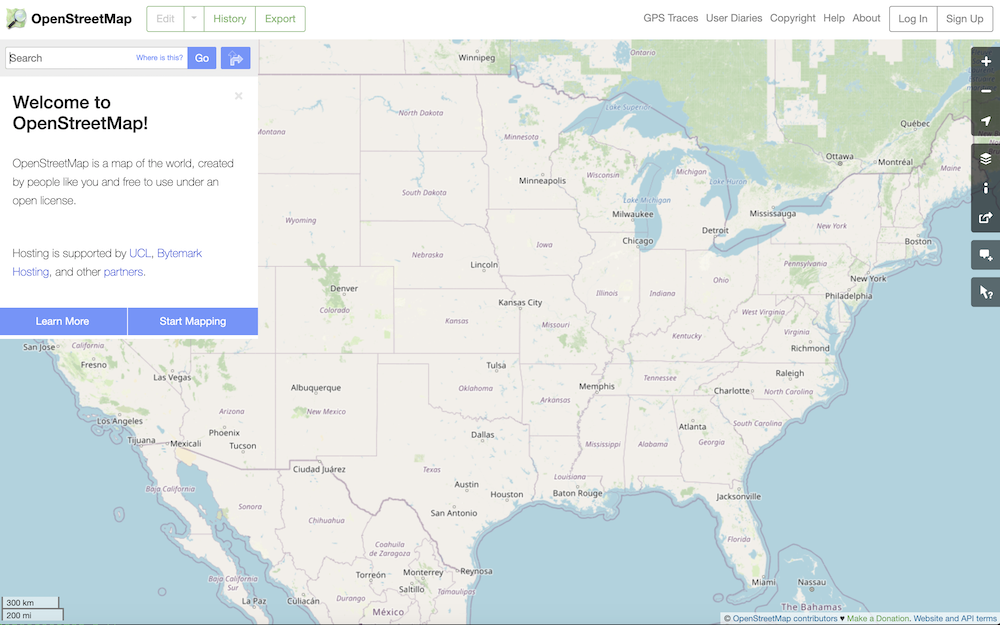 OpenStreetMap
Edit
History
Export
GPS Traces
User Diaries
Copyright
Help
About
Log In
Sign Up
Search
Where is this?
Go
Welcome to
OpenStreetMap!
OpenStreetMap is a map of the world, created
by people like you and free to use under an
open license.
Hosting is supported by UCL, Bytemark
Hosting, and other partners.
Learn More
Start Mapping
Winnipeg
Ontario
Montana
North Dakota
Lake Superior
Québec
Minnesota
Ottawa
Montréal
Maine
Minneapolis
Wisconsin
Michigan
Lake Huron
South Dakota
Lake Michigan
Wyoming
Milwaukee
Mississauga
New York
Detroit
Chicago
Boston
Iowa
Nebraska
Lincoln
Pennsylvania
New York
Ohio
Denver
Illinois
Indiana
Philadelphia
Kansas City
Colorado
West Virginia
Kansas
Missouri
Virginia
Kentucky
Richmond
San Jose
California
Fresno
Tulsa
Raleigh
Las Vegas
Tennessee
Albuquerque
Oklahoma
Memphis
Charlotte
North Carolina
Arkansas
Arizona
New Mexico
Los Angeles
South Carolina
Atlanta
Phoenix
Dallas
Tijuana
Mexicali
Tucson
Mississippi
Alabama
Georgia
Ciudad Juárez
Texas
Louisiana
Baja California
Austin
Houston
Baton Rouge
Jacksonville
Sonora
San Antonio
Chihuahua
Florida
Coahuila
de Zaragoza
Monterrey
Reynosa
Torreón
Baja California
Sur
Saltillo
Tamaulipas
Miami
Nassau
La Paz
Culiacán
Durango
México
The Bahamas
300 km
200 mi
© OpenStreetMap contributors ♥ Make a Donation. Website and API terms